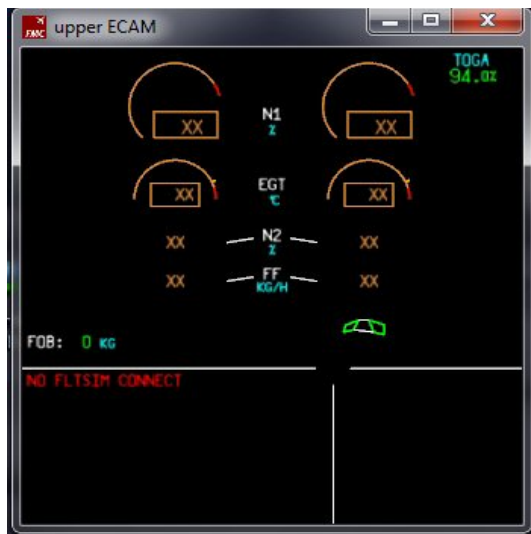 FMC upper ECAM
TOGA
94.0%
XX N1 XX
%
XX EGT XX
°C
XX N2 XX
%
XX FF XX
KG/H
FOB: 0 KG
NO FLTSIM CONNECT